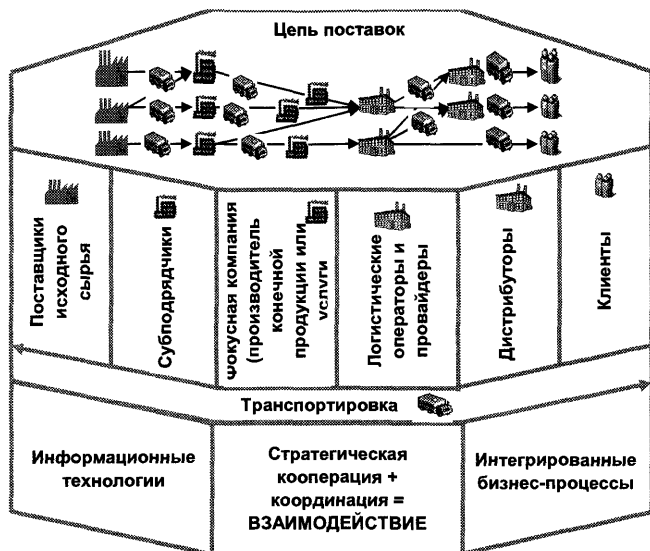 Цепь поставок
Поставщики
исходного
сырья
Субподрядчики
Фокусная компания
(производитель
конечной
продукции или
услуги
Логистические
операторы и
провайдеры
Дистрибуторы
Клиенты
Транспортировка
Информационные
технологии
Стратегическая
кооперация +
координация =
ВЗАИМОДЕЙСТВИЕ
Интегрированные
бизнес-процессы